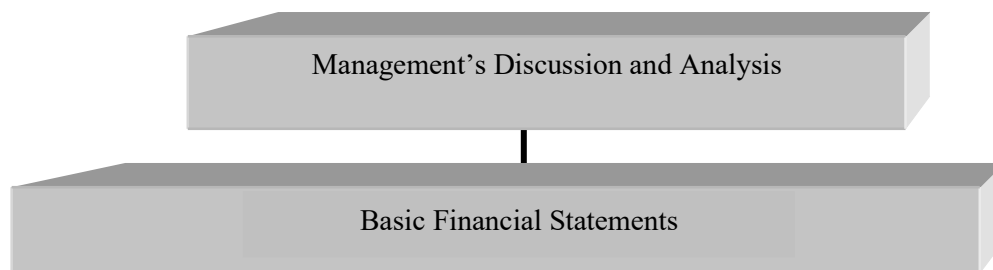 Management’s Discussion and Analysis
Basic Financial Statements